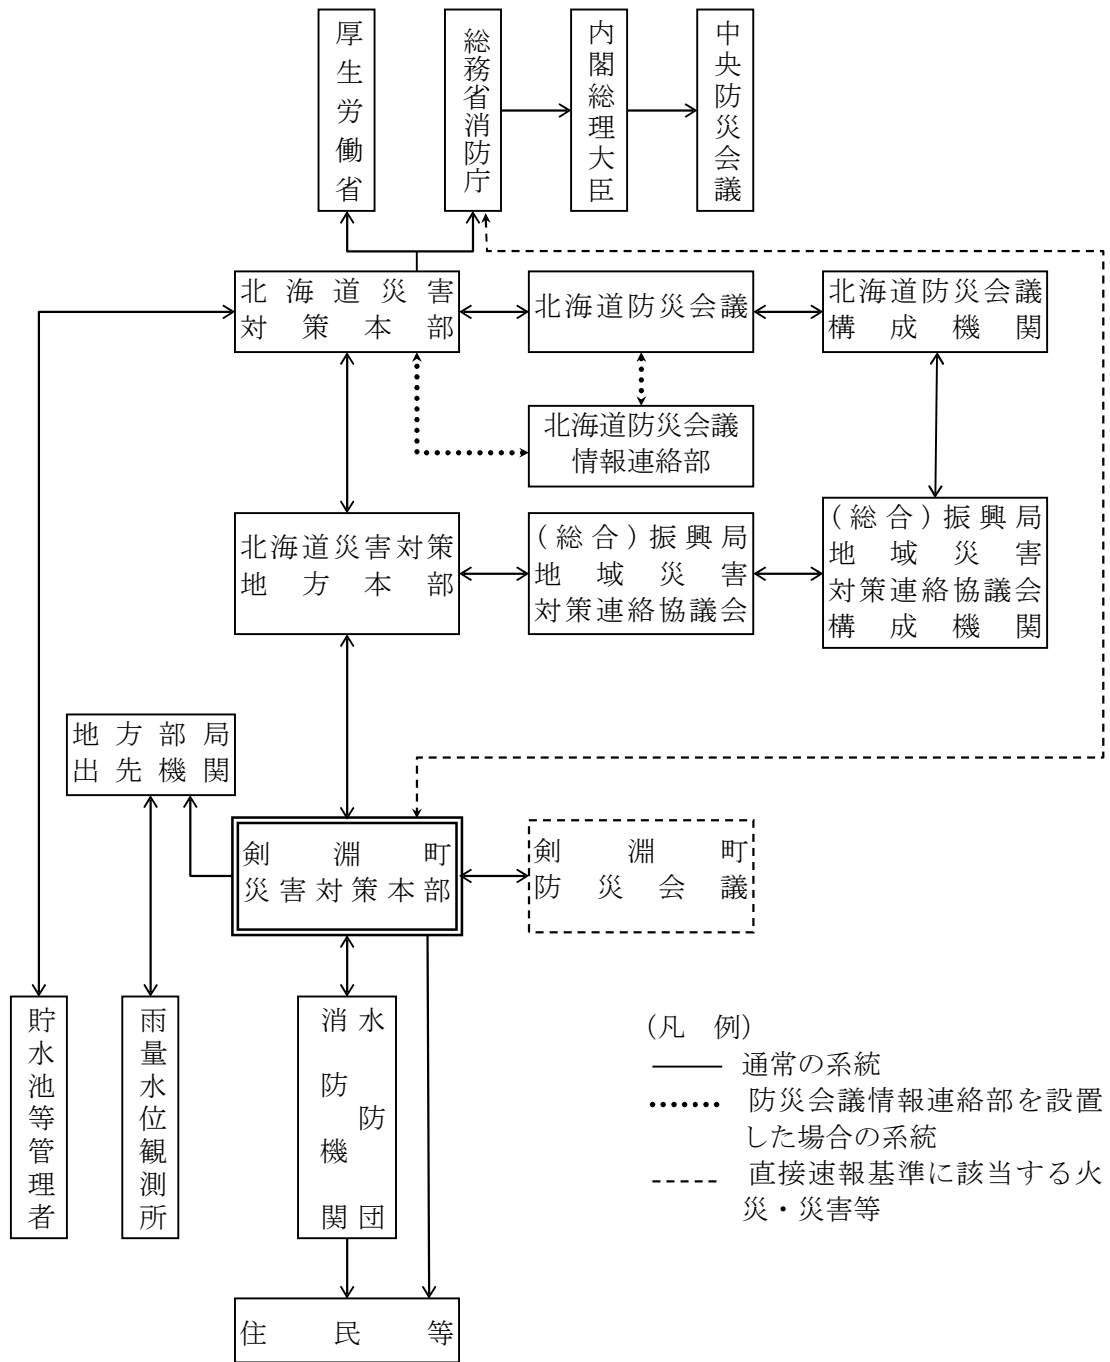 厚生労働省
総務省消防庁
内閣総理大臣
中央防災会議
北海道災害
対策本部
北海道防災会議
北海道防災会議
構成機関
北海道防災会議
情報連絡部
北海道災害対策
地方本部
(総合)振興局
地域災害
対策連絡協議会
(総合)振興局
地域災害
対策連絡協議会
構成機関
地方部局
出先機関
剣淵町
災害対策本部
剣淵町
防災会議
貯水池等管理者
雨量水位観測所
水防団
消防機関
住民等
(凡 例)
通常の系統
防災会議情報連絡部を設置
した場合の系統
直接速報基準に該当する火
災・災害等